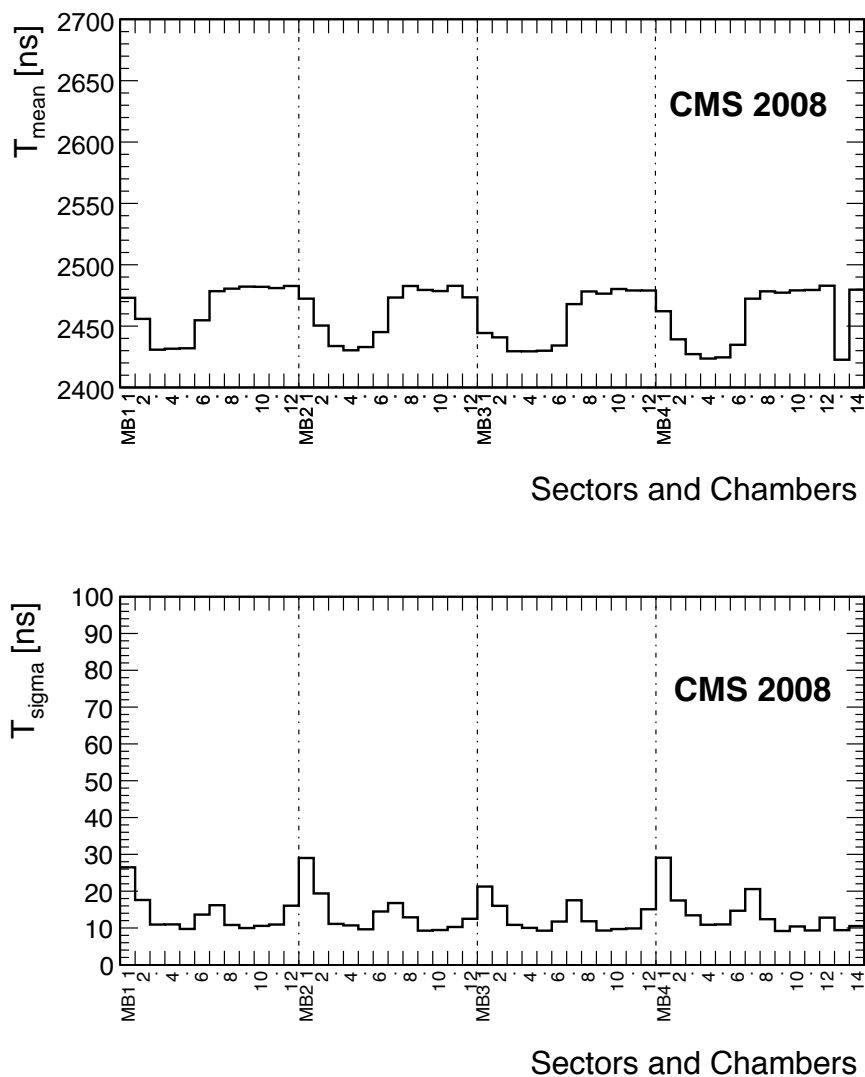 2700
2650
2600
2550
2500
2450
2400
T mean [ns]
CMS 2008
MB1 1 2 . 4 . 6 . 8 . 10 . 12 MB2 1 2 . 4 . 6 . 8 . 10 . 12 MB3 1 2 . 4 . 6 . 8 . 10 . 12 MB4 1 2 . 4 . 6 . 8 . 10 . 12 . 14
Sectors and Chambers
100
90
80
70
60
50
40
30
20
10
0
T sigma [ns]
CMS 2008
MB1 1 2 . 4 . 6 . 8 . 10 . 12 MB2 1 2 . 4 . 6 . 8 . 10 . 12 MB3 1 2 . 4 . 6 . 8 . 10 . 12 MB4 1 2 . 4 . 6 . 8 . 10 . 12 . 14
Sectors and Chambers